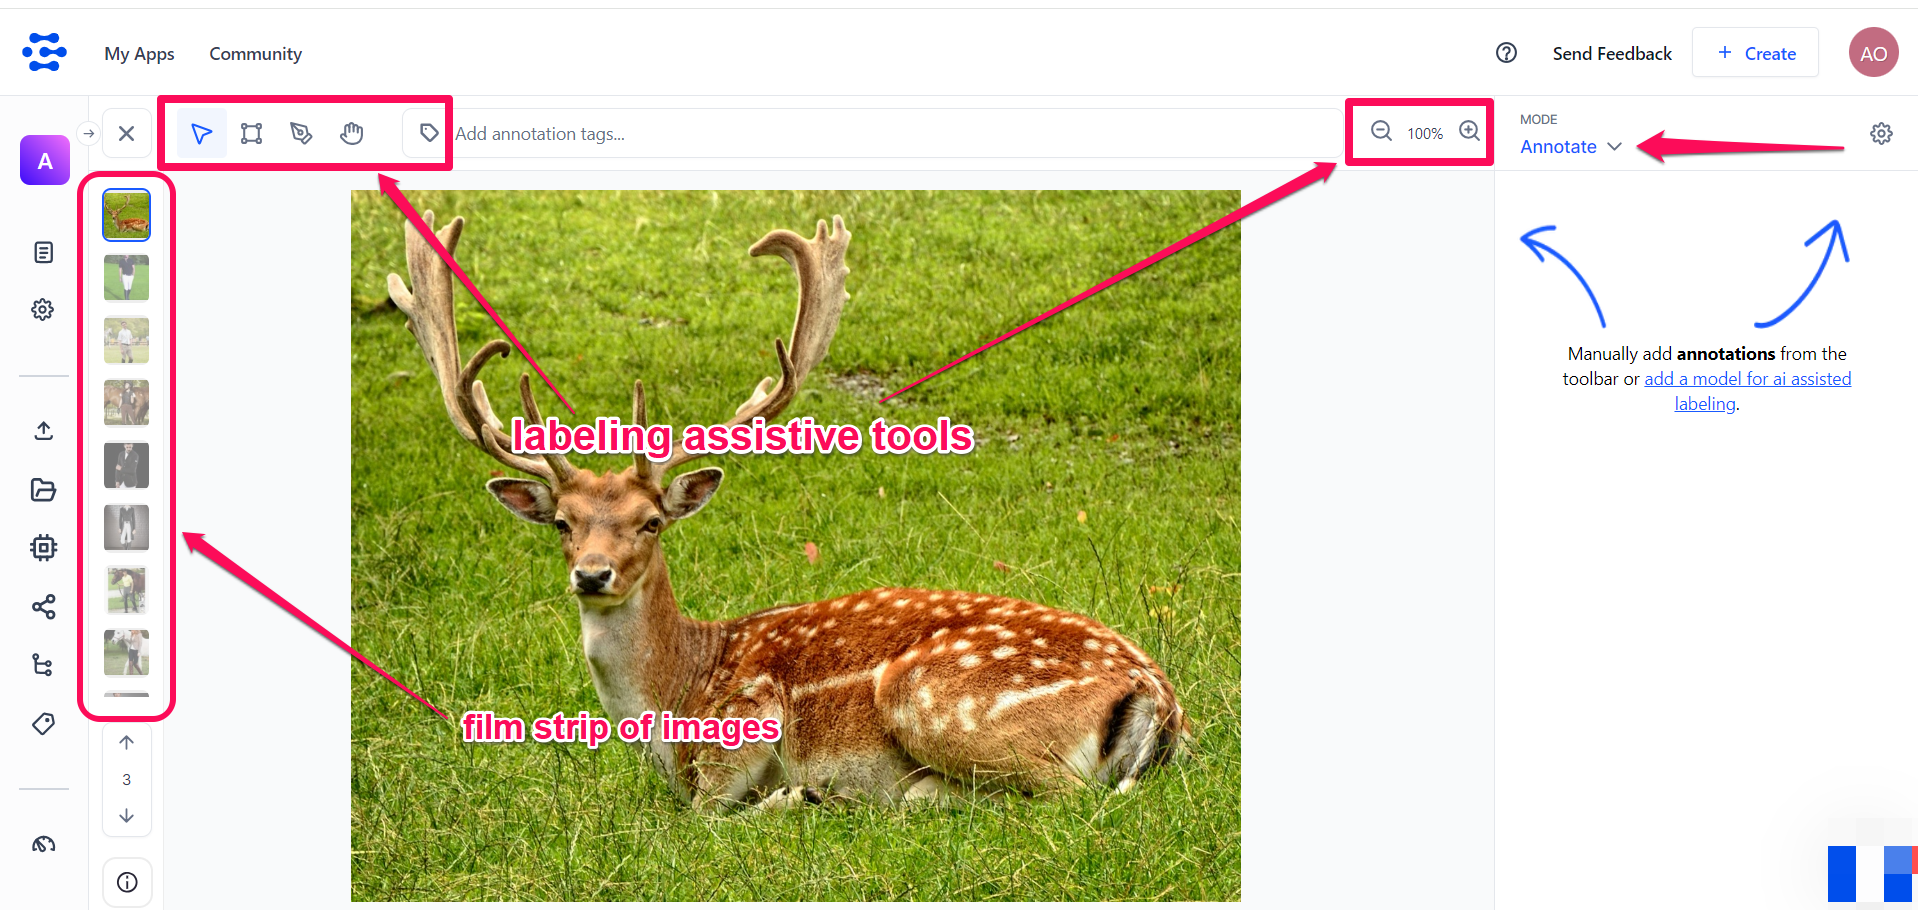 My Apps
Community
Send Feedback
+ Create
AO
A
Add annotation tags...
100%
MODE
Annotate
Manually add annotations from the
toolbar or add a model for ai assisted
labeling.
labeling assistive tools
film strip of images
3